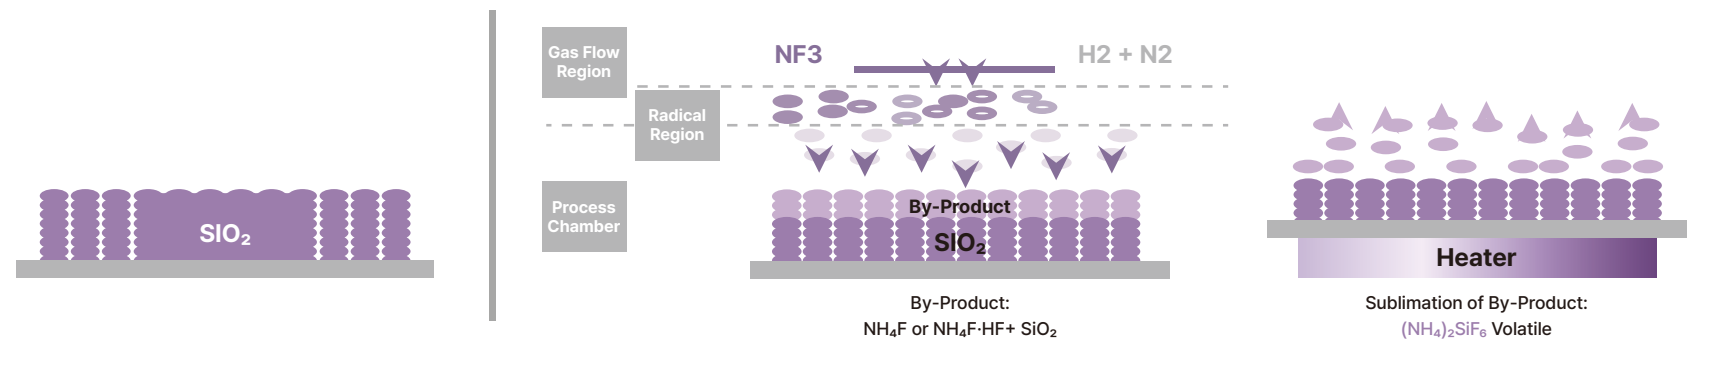 SIO₂
Gas Flow
Region
NF3
H2 + N2
Radical
Region
Process
Chamber
By-Product
SIO₂
By-Product:
NH₄F or NH₄F·HF+ SiO₂
Heater
Sublimation of By-Product:
(NH₄)₂SiF₆ Volatile